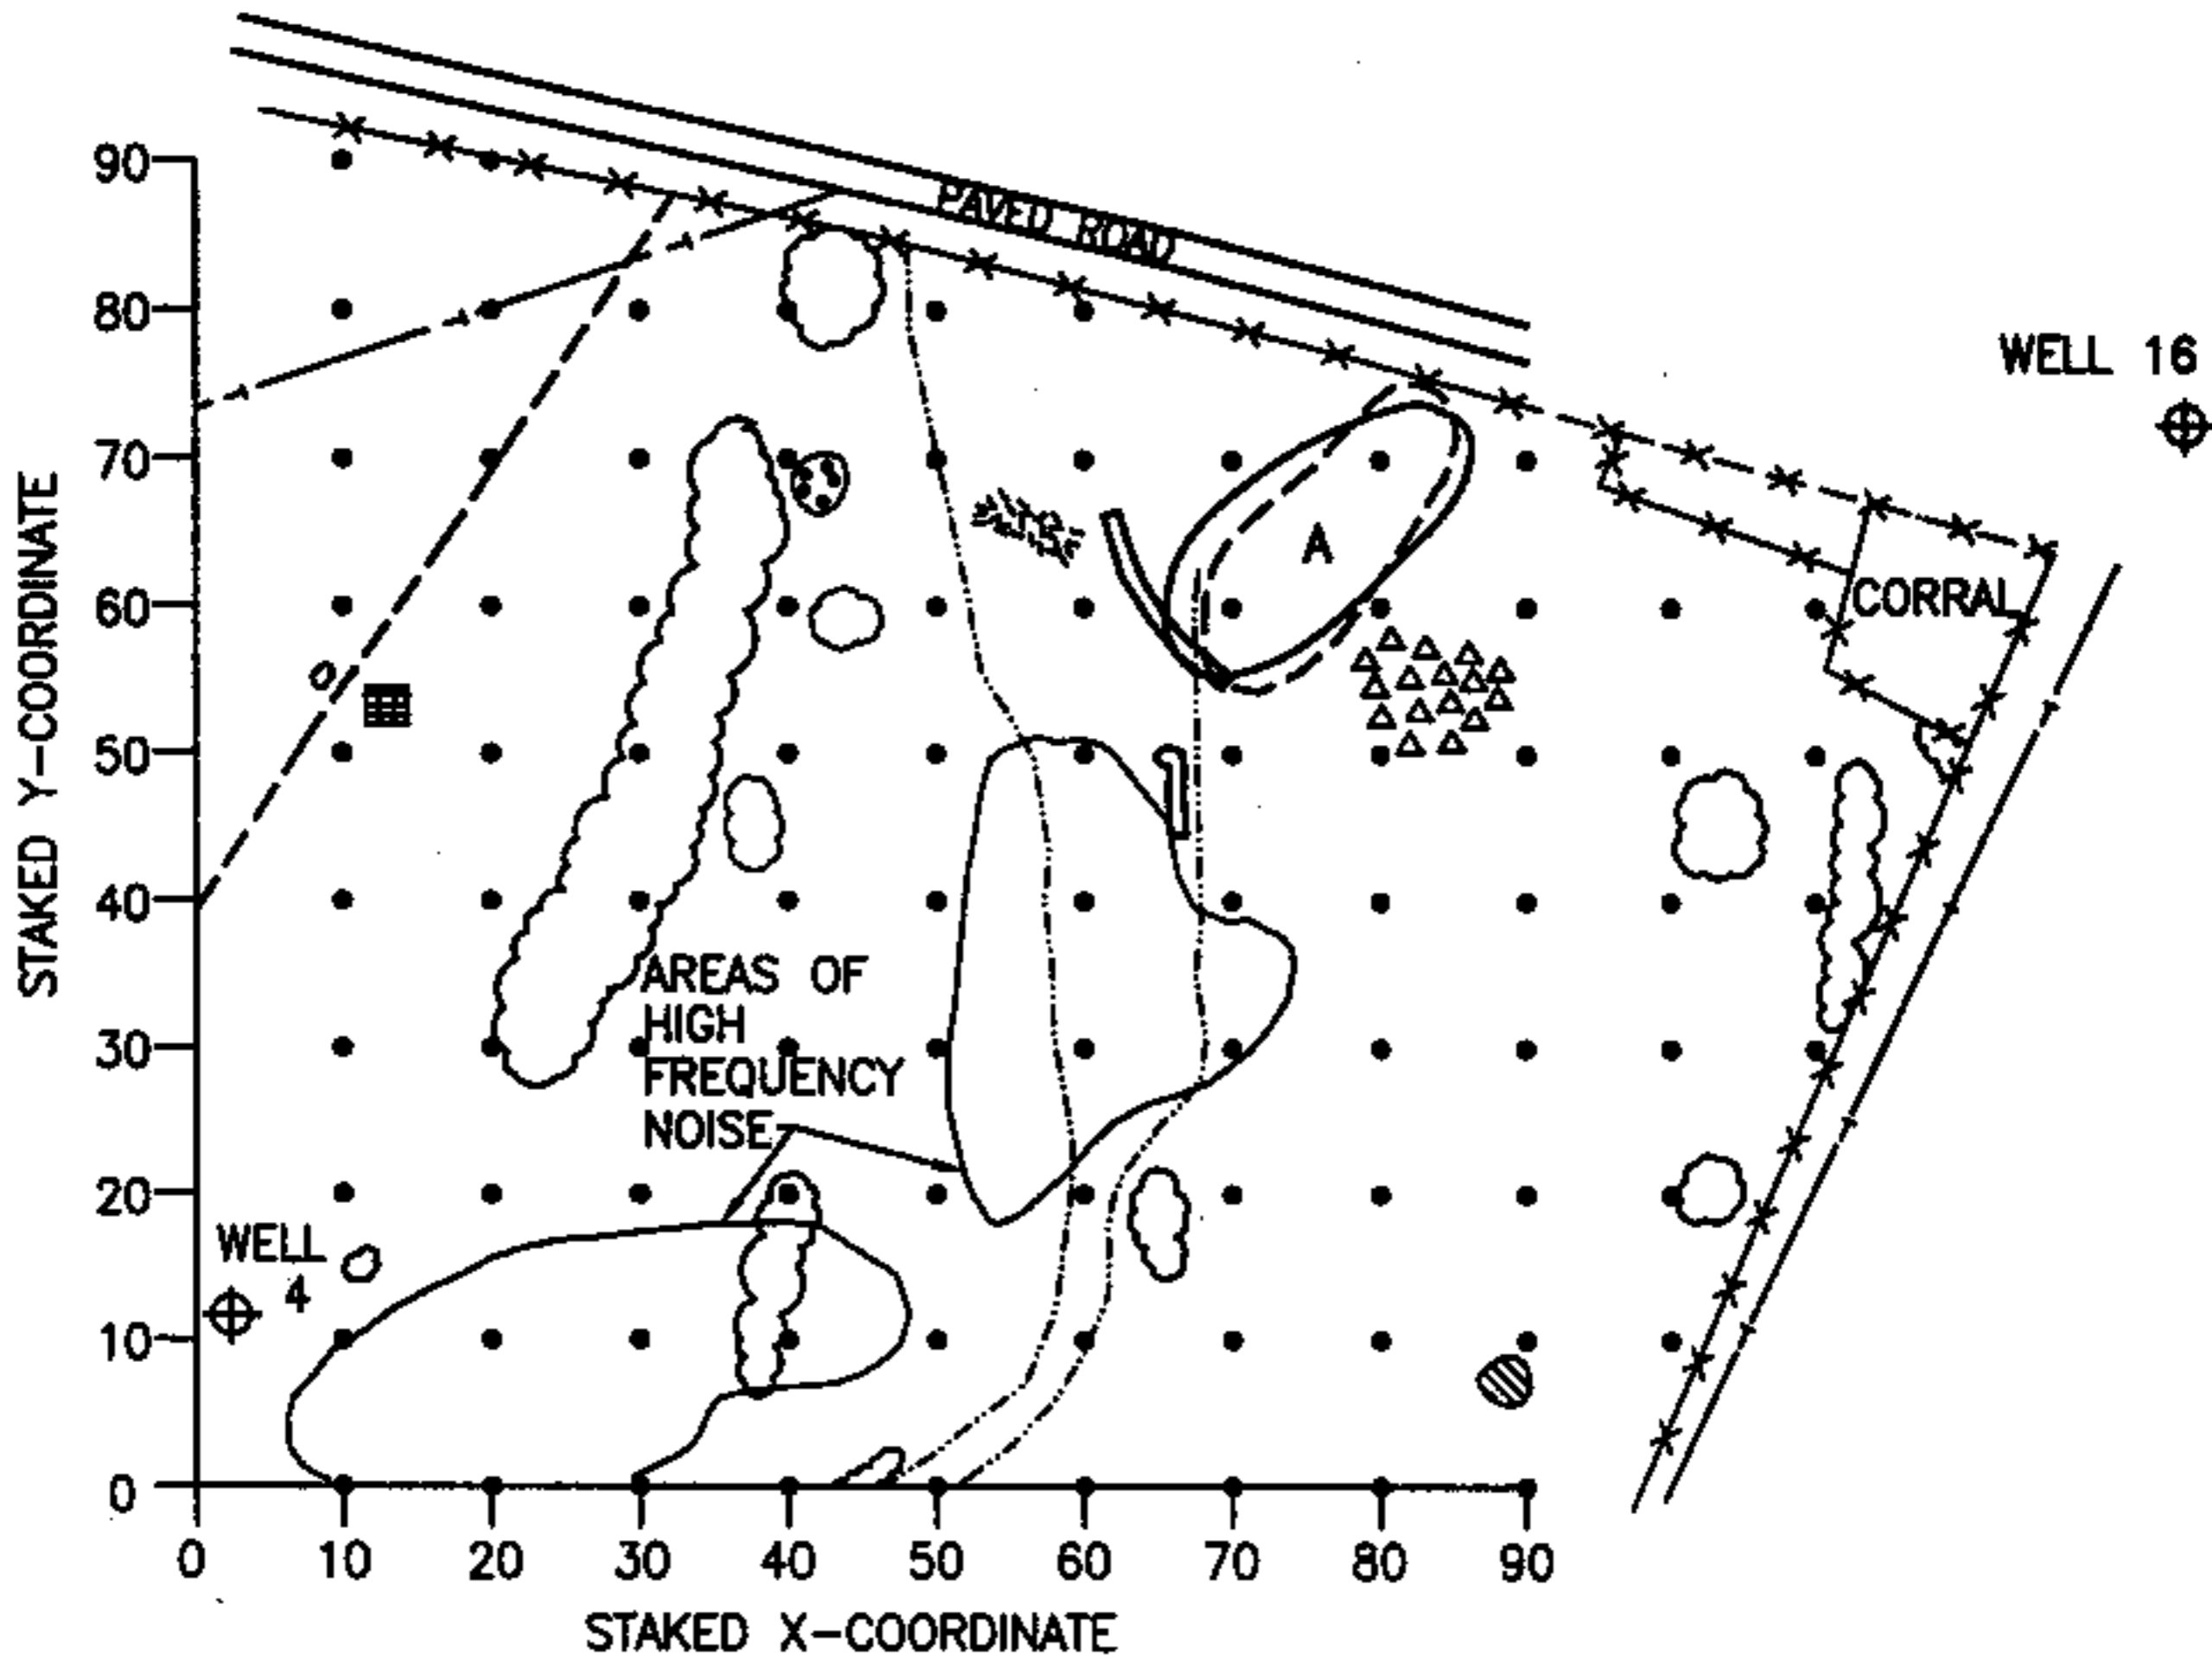 PAVED ROAD
WELL 16
90
80
70
60
50
40
30
20
10
0
STAKED Y-COORDINATE
A
CORRAL
AREAS OF
HIGH
FREQUENCY
NOISE
WELL
4
0 10 20 30 40 50 60 70 80 90
STAKED X-COORDINATE